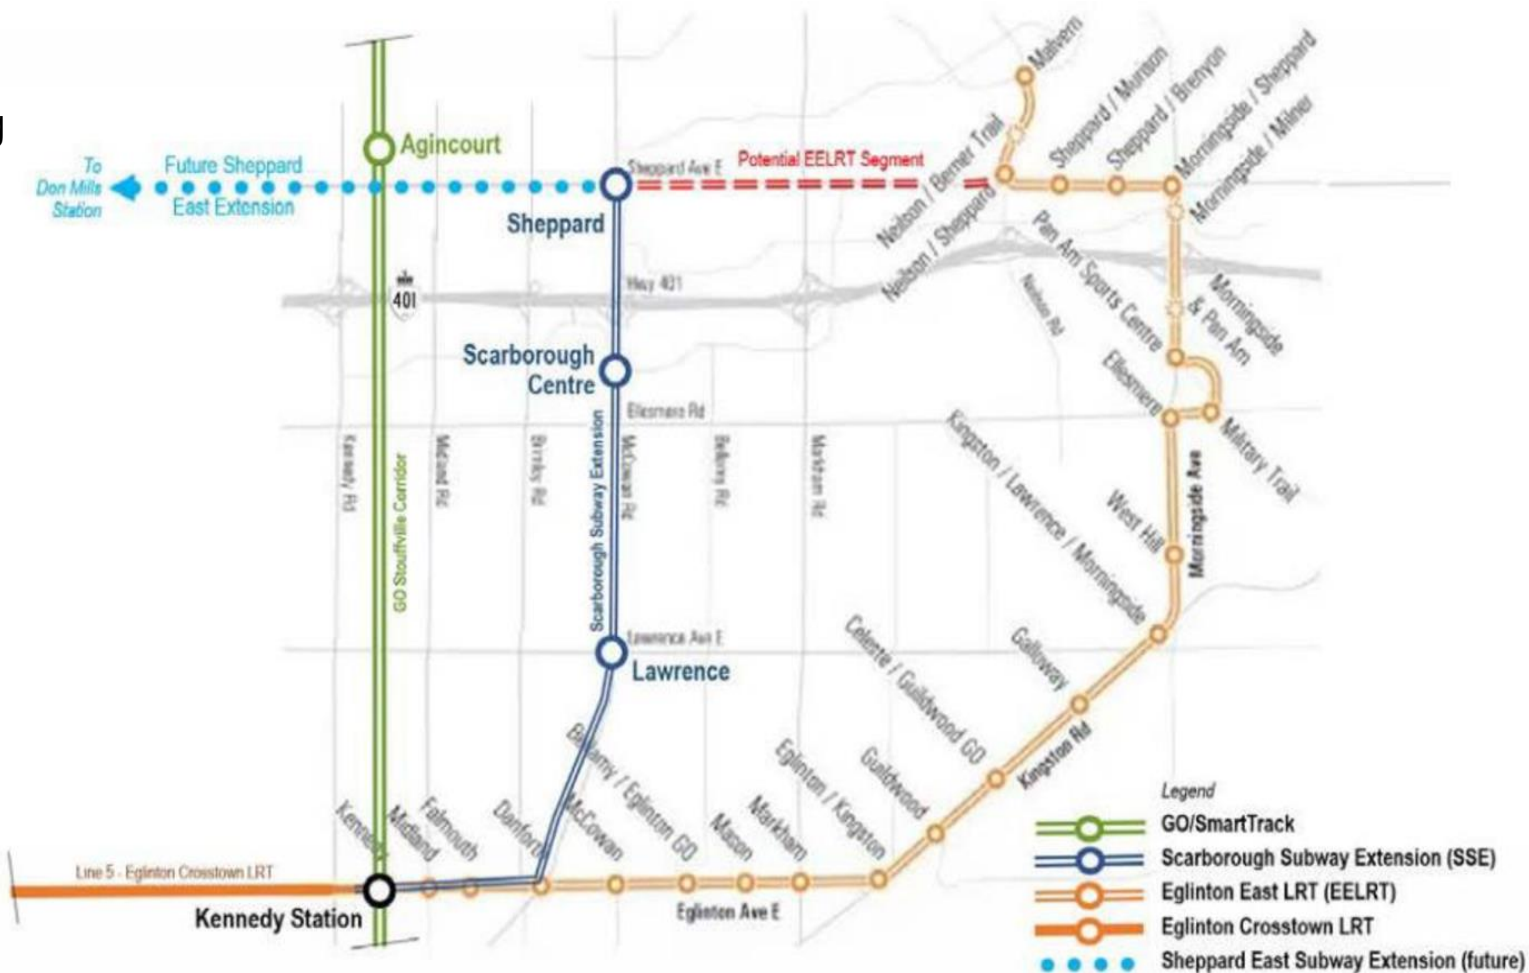 Malvern
Sheppard / Murison
Sheppard / Brenyon
Morningside / Sheppard
Morningside / Milner
Neilson / Berner Trail
Neilson / Sheppard
Agincourt
To
Don Mills
Station
Future Sheppard
East Extension
Sheppard Ave E
Potential EELRT Segment
Sheppard
Pan Am Sports Centre
Morningside
& Pan Am
Hwy 401
401
Neilson Rd
Scarborough
Centre
Ellesmere
Military Trail
Ellesmere Rd
Kennedy Rd
GO Stouffville Corridor
Midland Rd
Brimley Rd
Scarborough Subway Extension
McCowan Rd
Bellamy Rd
Markham Rd
Kingston / Lawrence / Morningside
West Hill
Morningside Ave
Lawrence Ave E
Lawrence
Galloway
Celeste / Guildwood GO
Kingston Rd
Guildwood
Eglinton / Kingston
Markham
Mason
Bellamy / Eglinton GO
McCowan
Danforth
Falmouth
Midland
Kennedy
Line 5 - Eglinton Crosstown LRT
Kennedy Station
Eglinton Ave E
Legend
GO/SmartTrack
Scarborough Subway Extension (SSE)
Eglinton East LRT (EELRT)
Eglinton Crosstown LRT
Sheppard East Subway Extension (future)